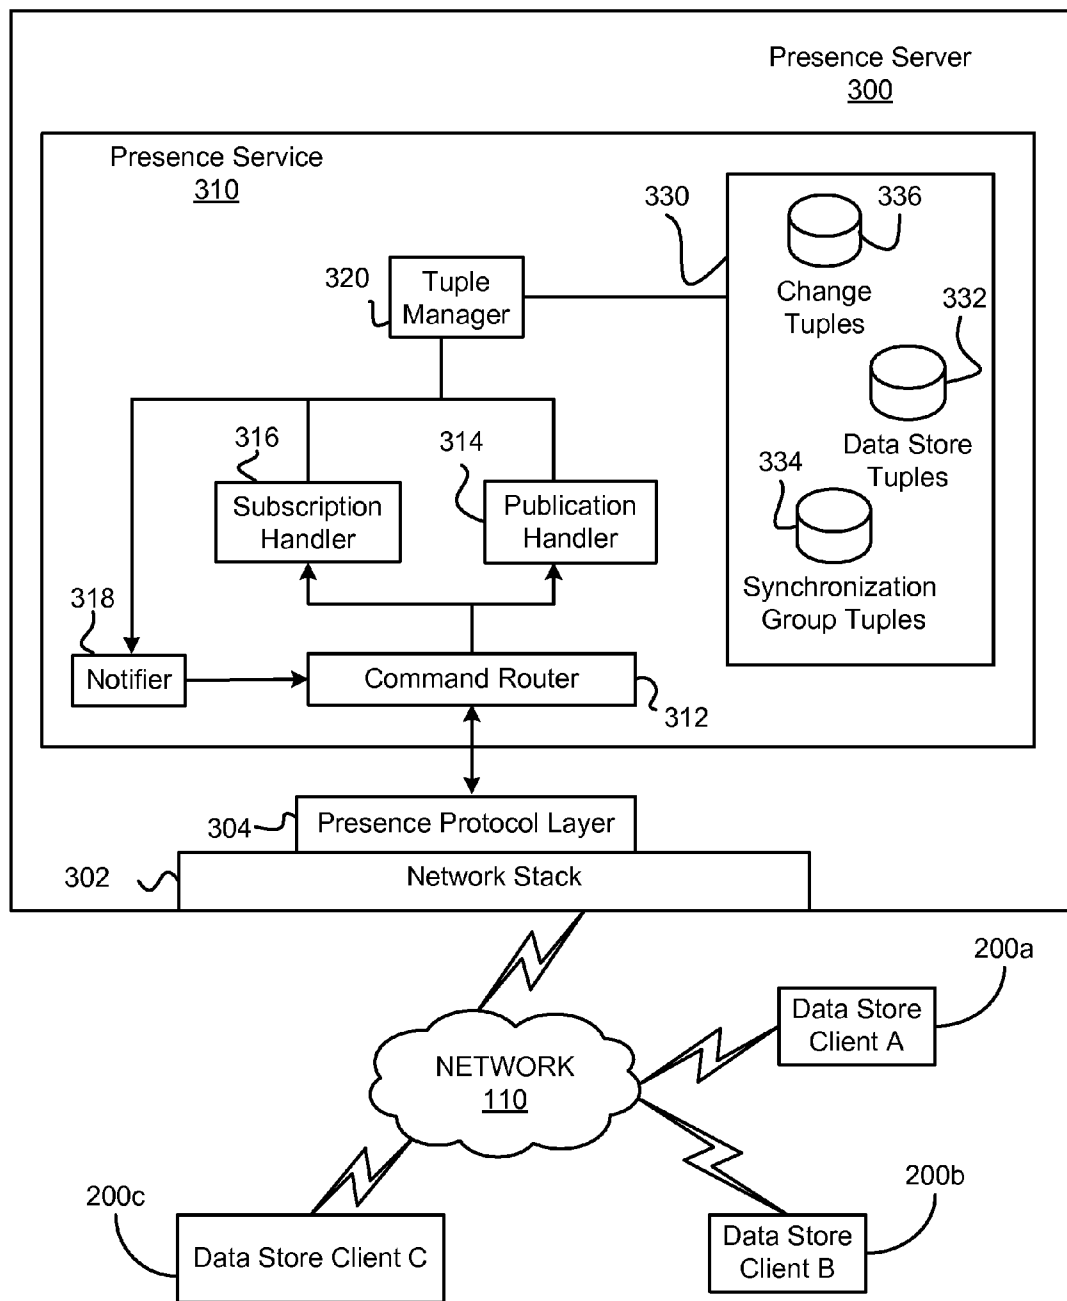 Presence Server
300
Presence Service
310
330
336
Change
Tuples
320
Tuple
Manager
332
Data Store
Tuples
316
314
334
Subscription
Handler
Publication
Handler
Synchronization
Group Tuples
318
Notifier
Command Router
312
304
Presence Protocol Layer
302
Network Stack
200a
Data Store
Client A
NETWORK
110
200b
200c
Data Store Client C
Data Store
Client B